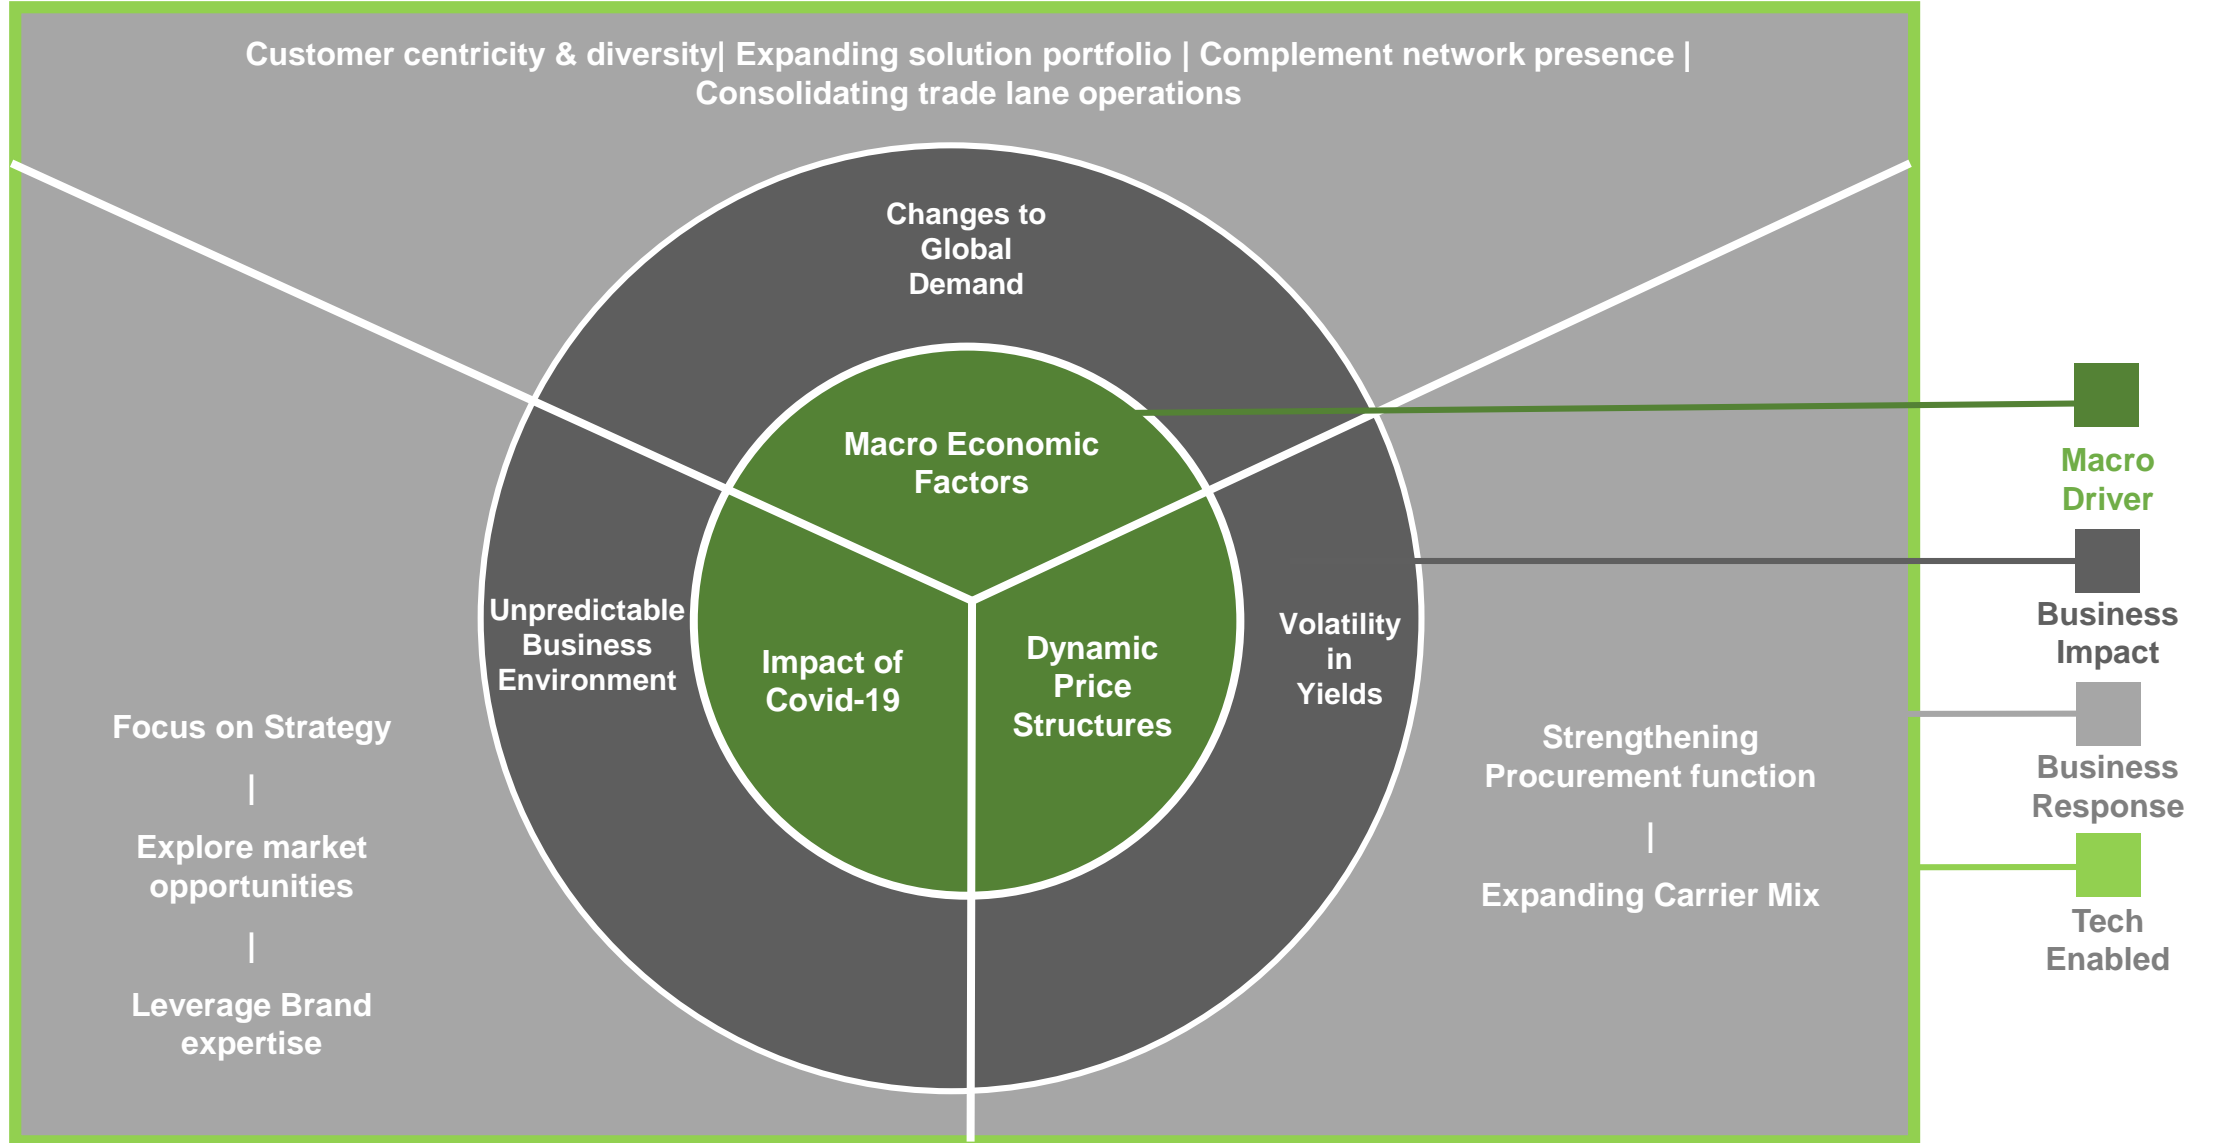 Customer centricity & diversity| Expanding solution portfolio | Complement network presence |
Consolidating trade lane operations
Changes to
Global
Demand
Macro Economic
Factors
Unpredictable
Business
Environment
Impact of
Covid-19
Dynamic
Price
Structures
Volatility
in
Yields
Focus on Strategy
|
Explore market
opportunities
|
Leverage Brand
expertise
Strengthening
Procurement function
|
Expanding Carrier Mix
Macro
Driver
Business
Impact
Business
Response
Tech
Enabled